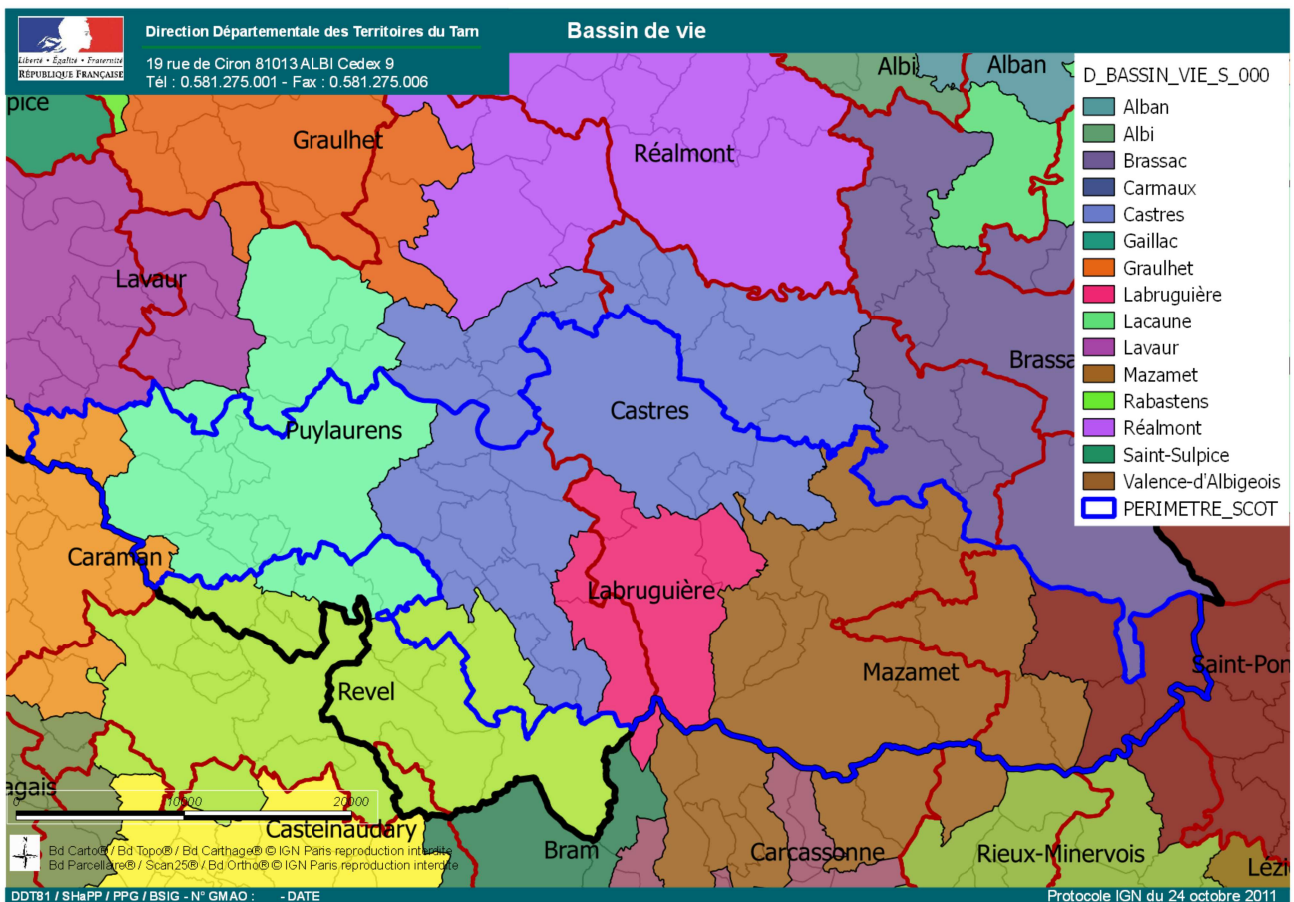 Liberté • Égalité • Fraternité
RÉPUBLIQUE FRANÇAISE
Direction Départementale des Territoires du Tarn
19 rue de Ciron 81013 ALBI Cedex 9
Tél : 0.581.275.001 - Fax : 0.581.275.006
Bassin de vie
D_BASSIN_VIE_S_000
Alban
Albi
Brassac
Carmaux
Castres
Gaillac
Graulhet
Labruguière
Lacaune
Lavaur
Mazamet
Rabastens
Réalmont
Saint-Sulpice
Valence-d'Albigeois
PERIMETRE_SCOT
pice
Albi
Alban
Graulhet
Réalmont
Lavaur
Brassa
Castres
Puylaurens
Caraman
Labruguière
Mazamet
Saint-Pon
Revel
agais
0 10000 20000
Castelnaudary
Bram
Carcassonne
Rieux-Minervois
Lézi
Bd Carto® / Bd Topo® / Bd Carthage® © IGN Paris reproduction interdite
Bd Parcellaire® / Scan25® / Bd Ortho® © IGN Paris reproduction interdite
DDT81 / SHaPP / PPG / BSIG - N° GMAO : - DATE
Protocole IGN du 24 octobre 2011